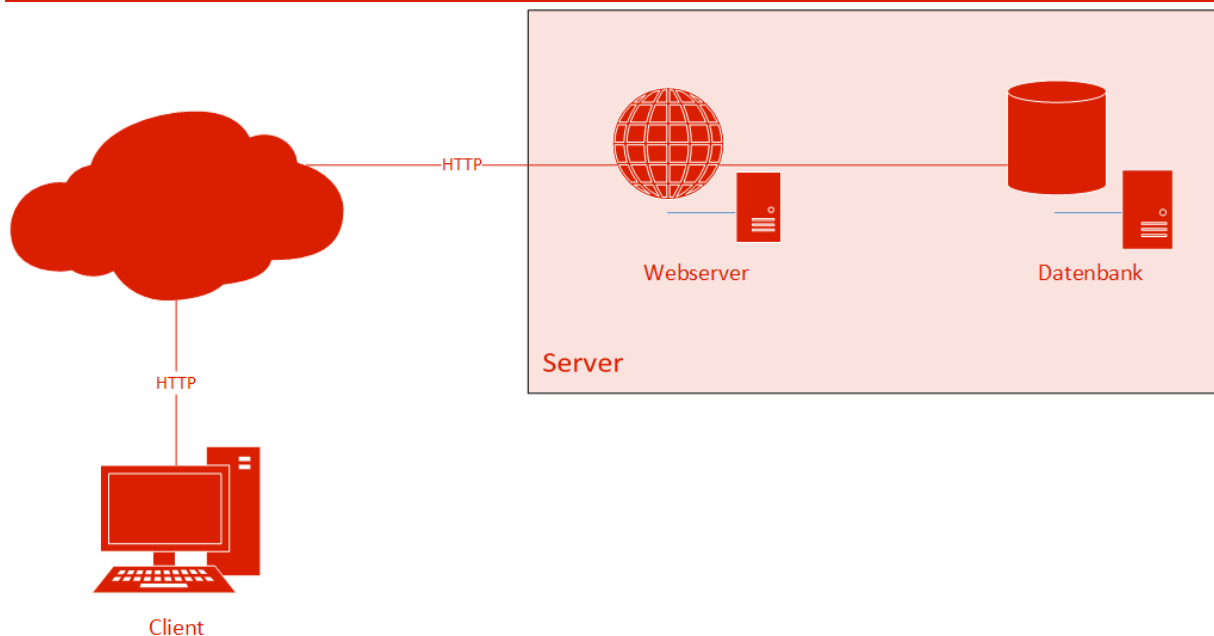 HTTP
Webserver
Datenbank
Server
HTTP
Client